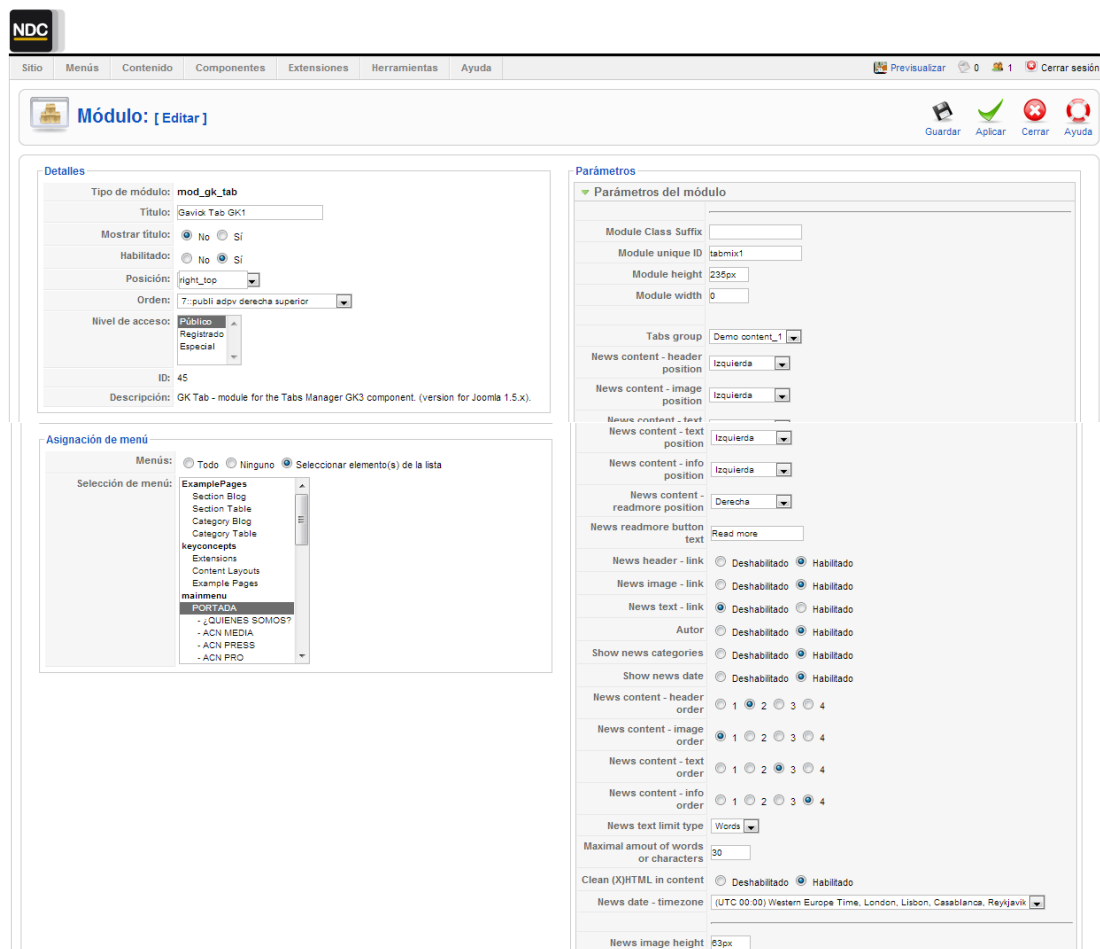 NDC
Sitio Menús Contenido Componentes Extensiones Herramientas Ayuda Previsualizar 0 1 Cerrar sesión
Módulo: [ Editar ]
Guardar Aplicar Cerrar Ayuda
Detalles
Tipo de módulo: mod_gk_tab
Título: Gavick Tab GK1
Mostrar título: No Sí
Habilitado: No Sí
Posición: right_top
Orden: 7::publi adpv derecha superior
Nivel de acceso: Público
Registrado
Especial
ID: 45
Descripción: GK Tab - module for the Tabs Manager GK3 component. (version for Joomla 1.5.x).
Asignación de menú
Menús: Todo Ninguno Seleccionar elemento(s) de la lista
Selección de menú: ExamplePages
Section Blog
Section Table
Category Blog
Category Table
keyconcepts
Extensions
Content Layouts
Example Pages
mainmenu
PORTADA
- ¿QUIENES SOMOS?
- ACN MEDIA
- ACN PRESS
- ACN PRO
Parámetros
Parámetros del módulo
Module Class Suffix
Module unique ID tabmix1
Module height 235px
Module width 0
Tabs group Demo content_1
News content - header
position Izquierda
News content - image
position Izquierda
News content - text
News content - text
position Izquierda
News content - info
position Izquierda
News content -
readmore position Derecha
News readmore button
text Read more
News header - link Deshabilitado Habilitado
News image - link Deshabilitado Habilitado
News text - link Deshabilitado Habilitado
Autor Deshabilitado Habilitado
Show news categories Deshabilitado Habilitado
Show news date Deshabilitado Habilitado
News content - header
order 1 2 3 4
News content - image
order 1 2 3 4
News content - text
order 1 2 3 4
News content - info
order 1 2 3 4
News text limit type Words
Maximal amout of words
or characters 30
Clean (X)HTML in content Deshabilitado Habilitado
News date - timezone (UTC 00:00) Western Europe Time, London, Lisbon, Casablanca, Reykjavik
News image height 63px